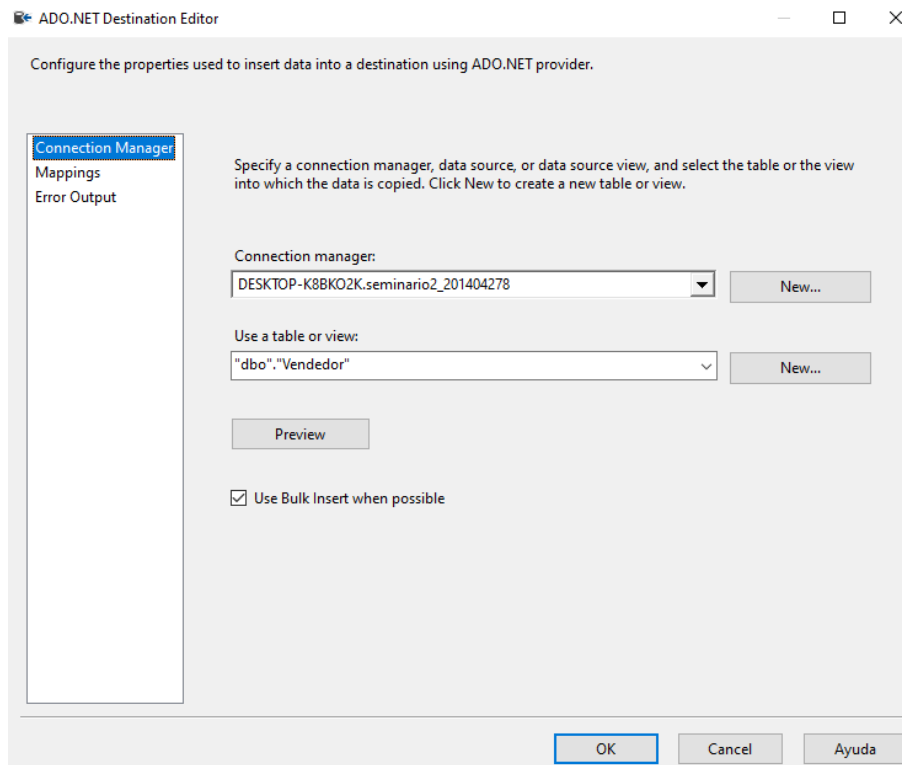 ADO.NET Destination Editor
Configure the properties used to insert data into a destination using ADO.NET provider.
Connection Manager
Mappings
Error Output
Specify a connection manager, data source, or data source view, and select the table or the view
into which the data is copied. Click New to create a new table or view.
Connection manager:
DESKTOP-K8BKO2K.seminario2_201404278
New...
Use a table or view:
"dbo"."Vendedor"
New...
Preview
Use Bulk Insert when possible
OK
Cancel
Ayuda